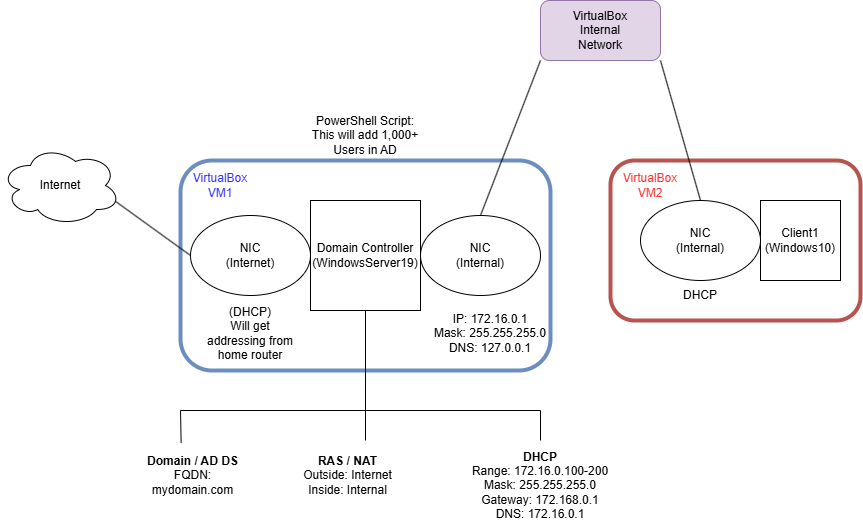 VirtualBox
Internal
Network
PowerShell Script:
This will add 1,000+
Users in AD
Internet
VirtualBox
VM1
NIC
(Internet)
Domain Controller
(WindowsServer19)
NIC
(Internal)
(DHCP)
Will get
addressing from
home router
IP: 172.16.0.1
Mask: 255.255.255.0
DNS: 127.0.0.1
VirtualBox
VM2
NIC
(Internal)
Client1
(Windows10)
DHCP
Domain / AD DS
FQDN:
mydomain.com
RAS / NAT
Outside: Internet
Inside: Internal
DHCP
Range: 172.16.0.100-200
Mask: 255.255.255.0
Gateway: 172.168.0.1
DNS: 172.16.0.1